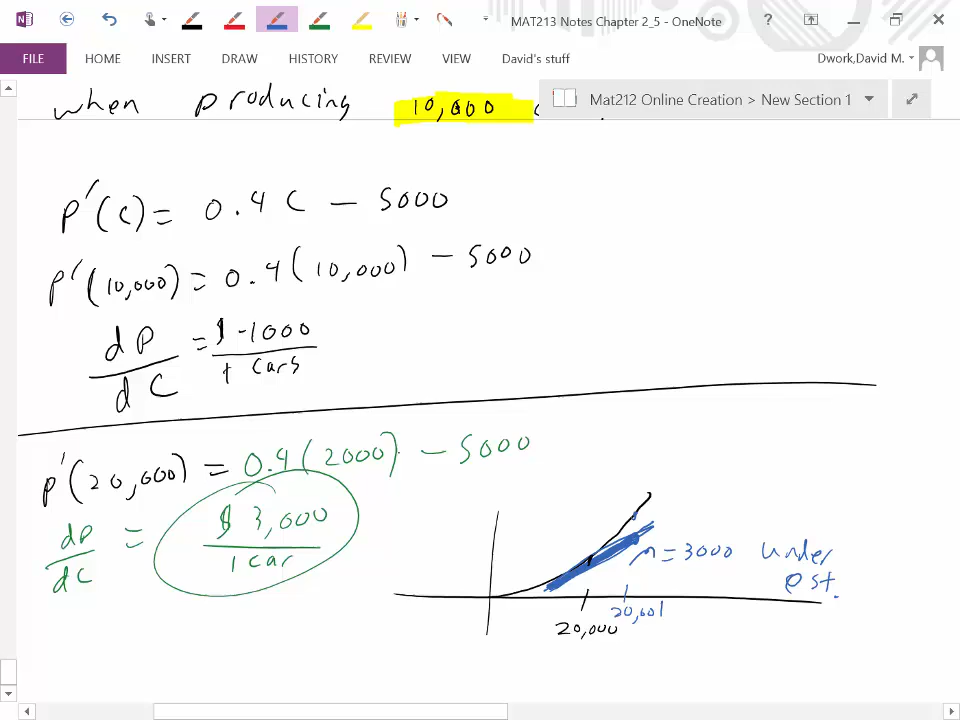 MAT213 Notes Chapter 2_5 - OneNote
FILE HOME INSERT DRAW HISTORY REVIEW VIEW David's stuff Dwork,David M.
Mat212 Online Creation > New Section 1
when producing 10,000
P'(C) = 0.4 C - 5000
P'(10,000) = 0.4(10,000) - 5000
dP/dC = $-1000/1 cars
P'(20,000) = 0.4(2000) - 5000
dP/dC = $3,000/1 car
m = 3000 under
est.
20,001
20,000